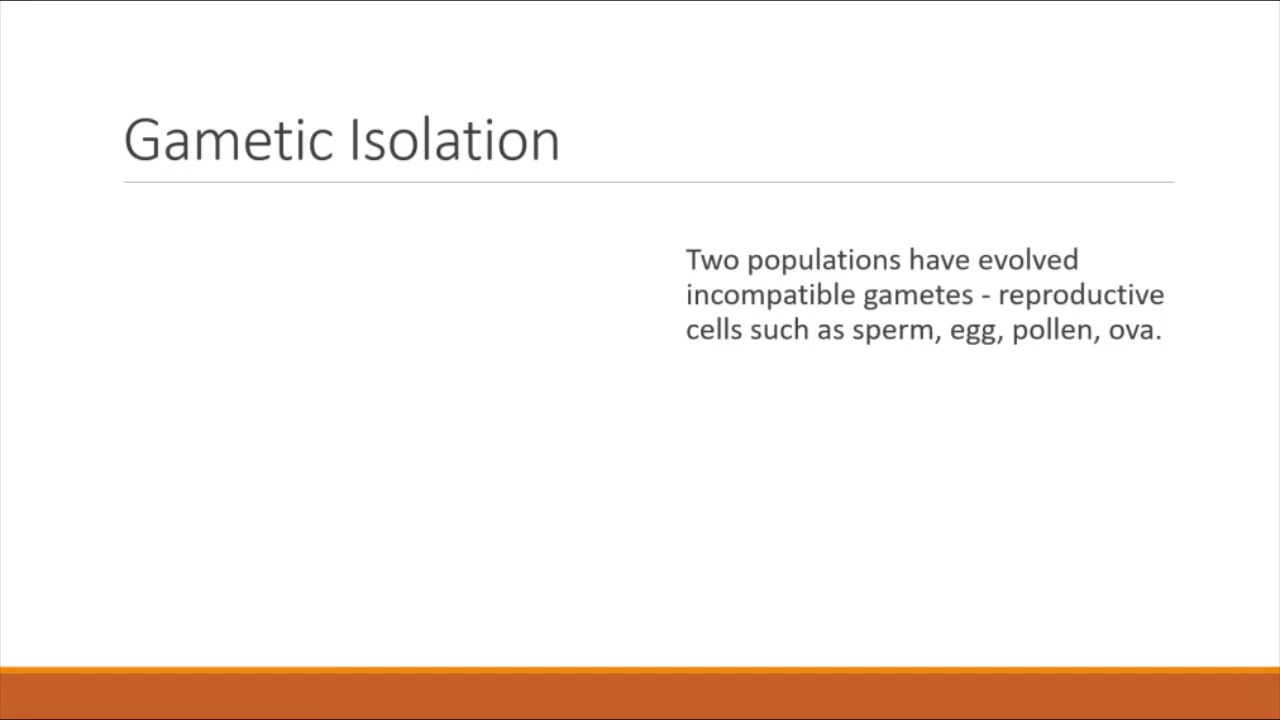 Gametic Isolation
Two populations have evolved
incompatible gametes - reproductive
cells such as sperm, egg, pollen, ova.